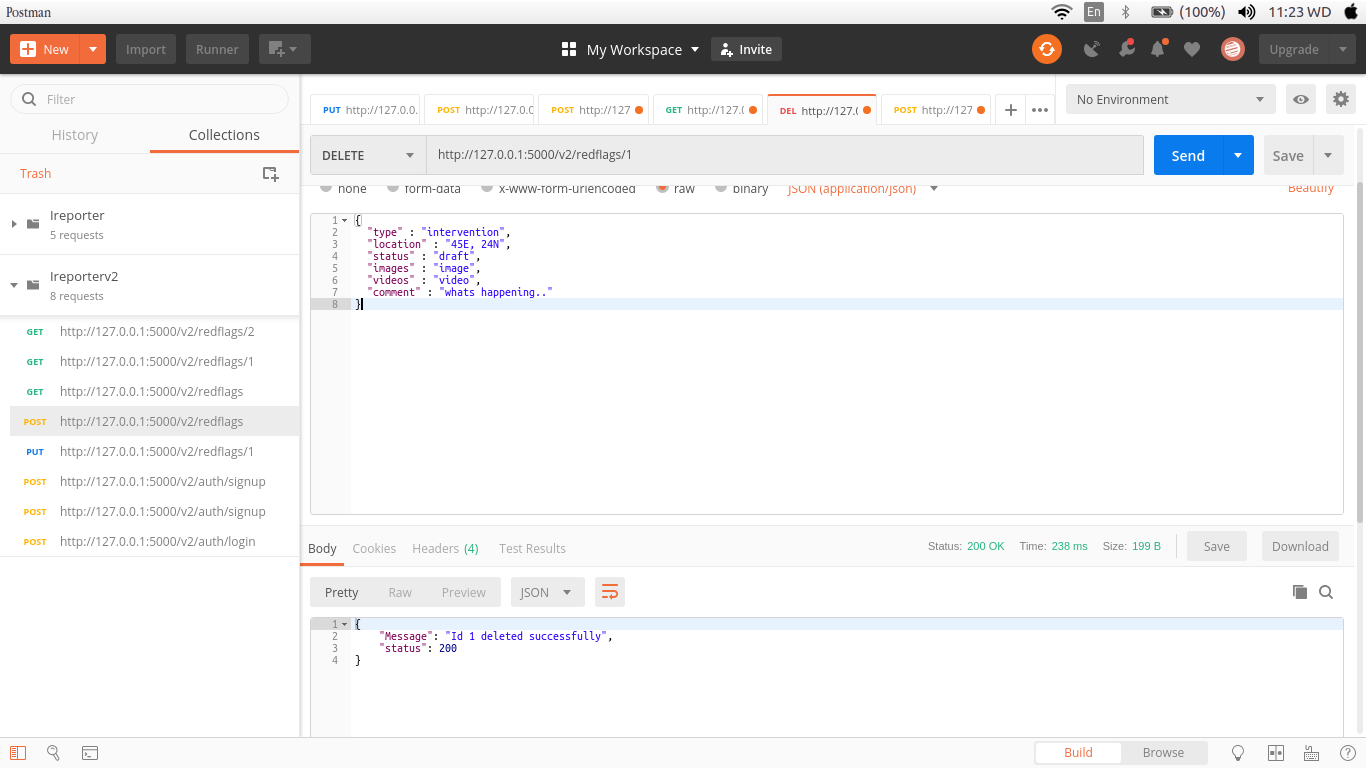 Postman
En
(100%)
11:23 WD
New
Import
Runner
My Workspace
Invite
Upgrade
Filter
History
Collections
Trash
Ireporter
5 requests
Ireporterv2
8 requests
GET http://127.0.0.1:5000/v2/redflags/2
GET http://127.0.0.1:5000/v2/redflags/1
GET http://127.0.0.1:5000/v2/redflags
POST http://127.0.0.1:5000/v2/redflags
PUT http://127.0.0.1:5000/v2/redflags/1
POST http://127.0.0.1:5000/v2/auth/signup
POST http://127.0.0.1:5000/v2/auth/signup
POST http://127.0.0.1:5000/v2/auth/login
PUT http://127.0.0.
POST http://127.0.0
POST http://127
GET http://127.(
DEL http://127.(
POST http://127
No Environment
DELETE
http://127.0.0.1:5000/v2/redflags/1
Send
Save
none
form-data
x-www-form-urlencoded
raw
binary
JSON (application/json)
Beautify
1 {
2 "type" : "intervention",
3 "location" : "45E, 24N",
4 "status" : "draft",
5 "images" : "image",
6 "videos" : "video",
7 "comment" : "whats happening.."
8 }
Body
Cookies
Headers (4)
Test Results
Status: 200 OK
Time: 238 ms
Size: 199 B
Save
Download
Pretty
Raw
Preview
JSON
1 {
2 "Message": "Id 1 deleted successfully",
3 "status": 200
4 }
Build
Browse